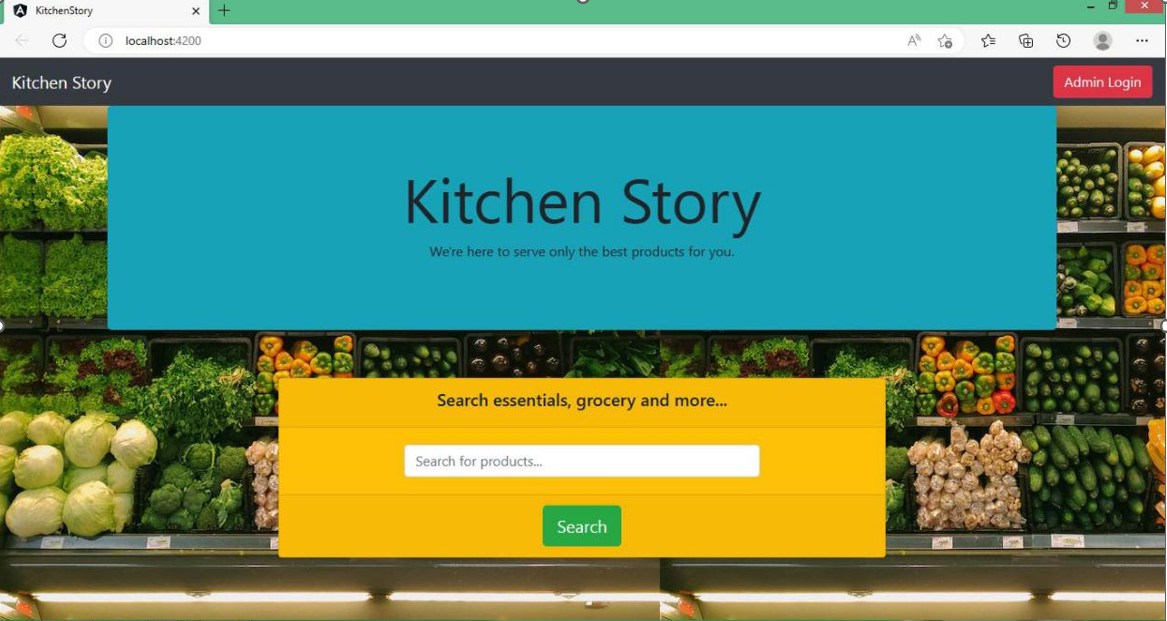 KitchenStory
localhost:4200
Kitchen Story
Admin Login
Kitchen Story
We're here to serve only the best products for you.
Search essentials, grocery and more...
Search for products...
Search